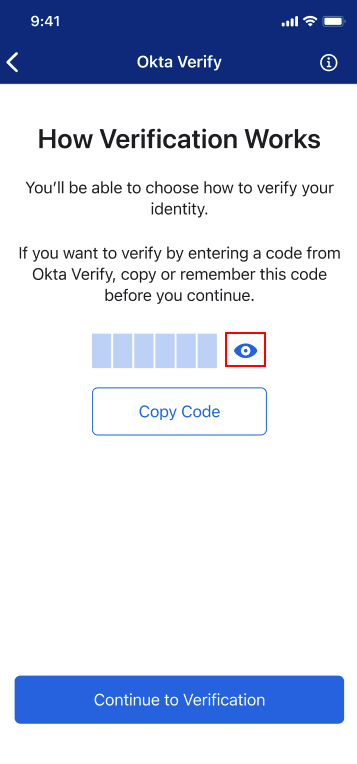 9:41
Okta Verify
How Verification Works
You’ll be able to choose how to verify your
identity.
If you want to verify by entering a code from
Okta Verify, copy or remember this code
before you continue.
Copy Code
Continue to Verification